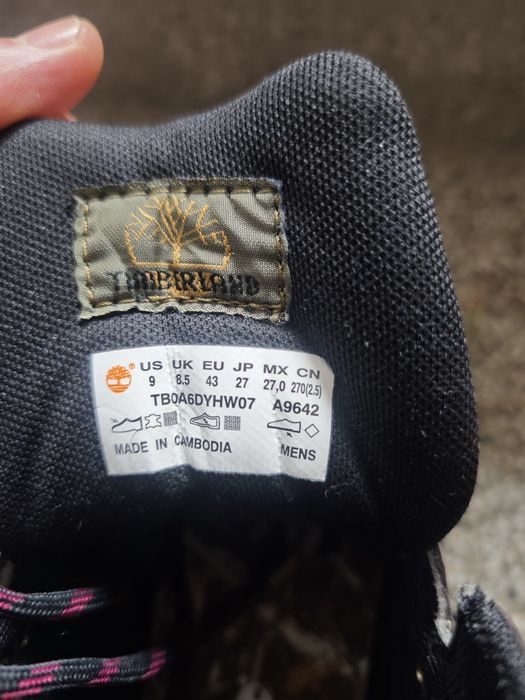 TIMBERLAND
US UK EU JP MX CN
9 8.5 43 27 27,0 270(2.5)
TB0A6DYHW07 A9642
MADE IN CAMBODIA MENS